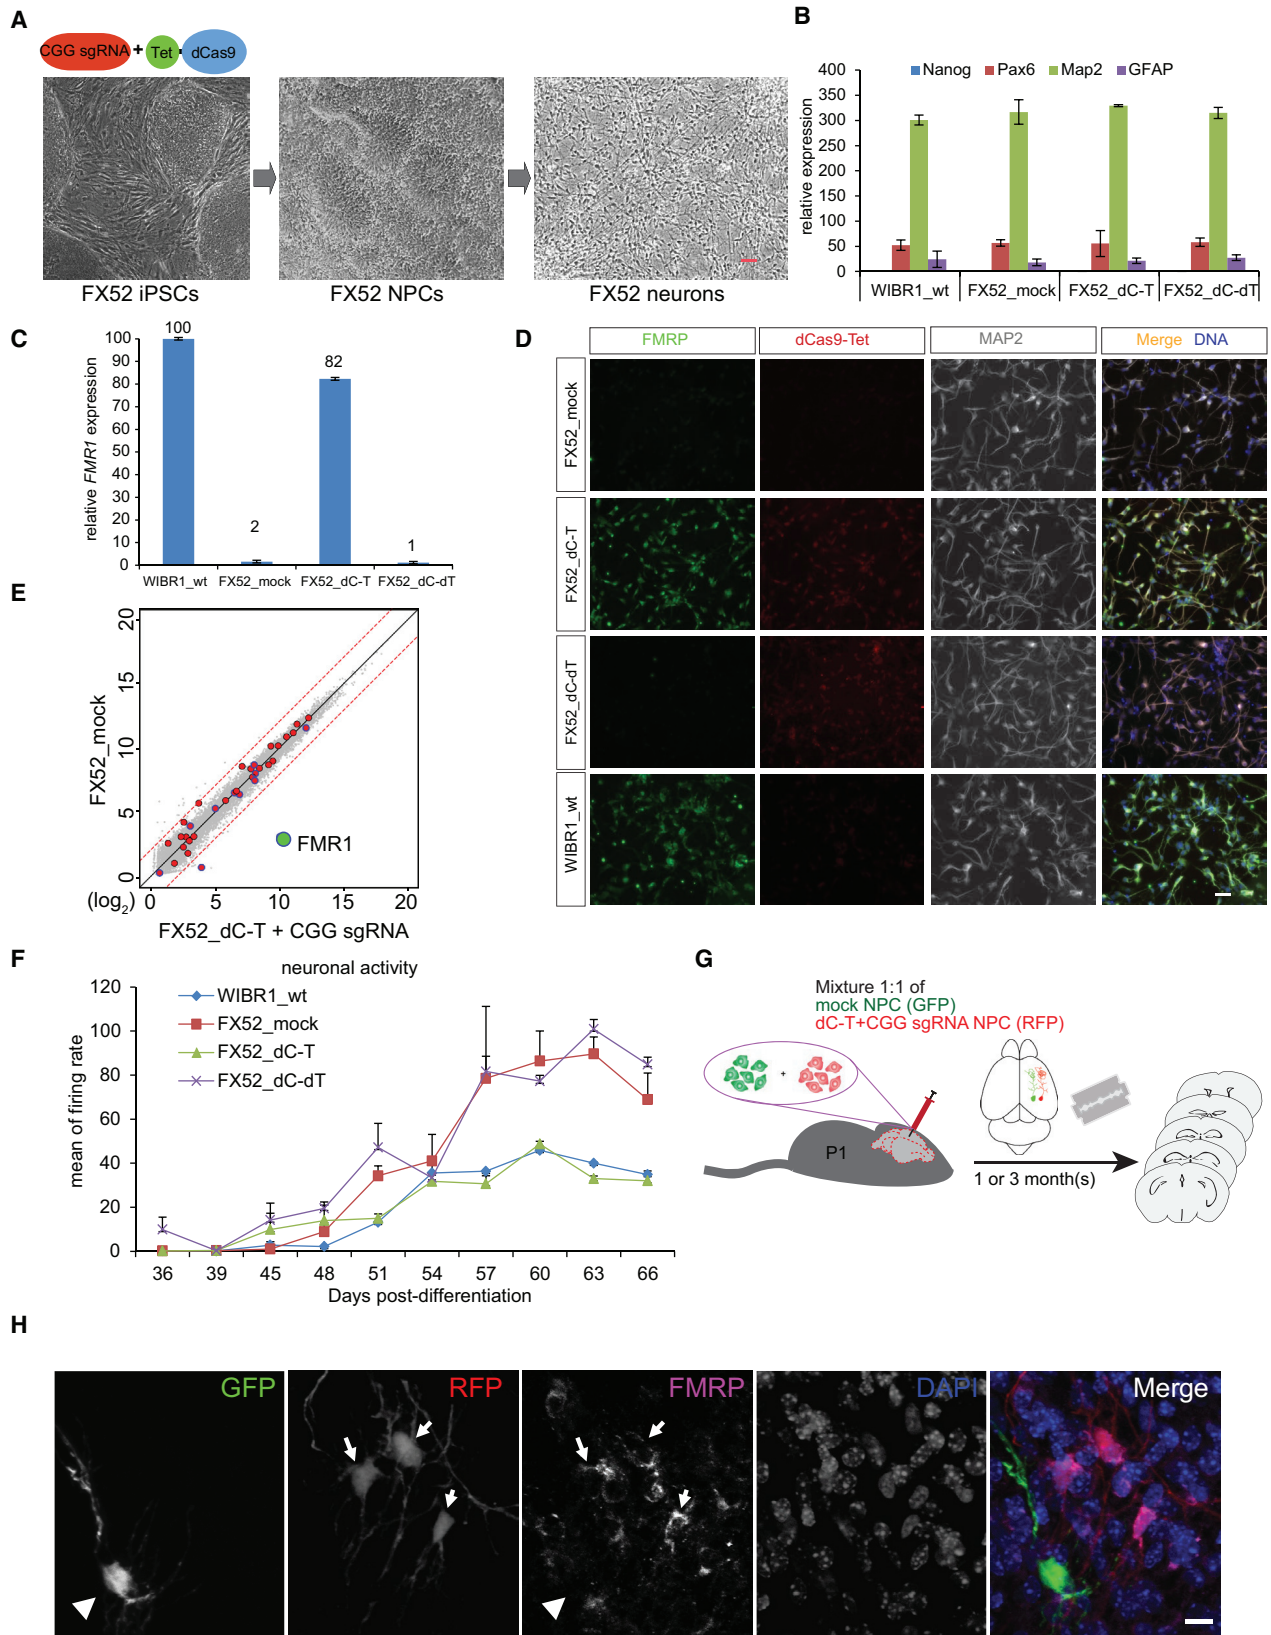 A
CGG sgRNA + Tet dCas9
FX52 iPSCs
FX52 NPCs
FX52 neurons
B
Nanog Pax6 Map2 GFAP
relative expression
400
350
300
250
200
150
100
50
0
WIBR1_wt FX52_mock FX52_dC-T FX52_dC-dT
C
relative FMR1 expression
100
90
80
70
60
50
40
30
20
10
0
100
2
82
1
WIBR1_wt FX52_mock FX52_dC-T FX52_dC-dT
D
FMRP dCas9-Tet MAP2 Merge DNA
FX52_mock
FX52_dC-T
FX52_dC-dT
WIBR1_wt
E
FX52_mock
20
15
10
5
0
FMR1
(log2) 0 5 10 15 20
FX52_dC-T + CGG sgRNA
F
neuronal activity
WIBR1_wt
FX52_mock
FX52_dC-T
FX52_dC-dT
mean of firing rate
120
100
80
60
40
20
0
36 39 45 48 51 54 57 60 63 66
Days post-differentiation
G
Mixture 1:1 of
mock NPC (GFP)
dC-T+CGG sgRNA NPC (RFP)
+
P1
1 or 3 month(s)
H
GFP RFP FMRP DAPI Merge